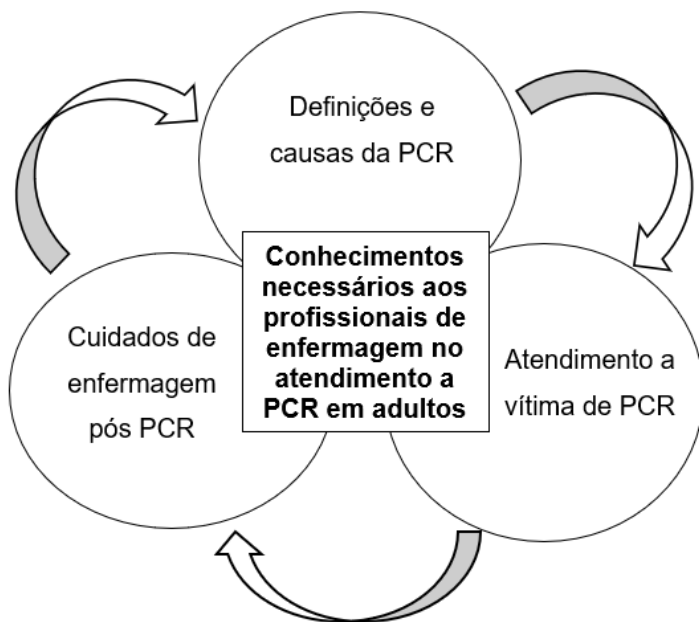 Definições e
causas da PCR
Conhecimentos
necessários aos
profissionais de
enfermagem no
atendimento a
PCR em adultos
Cuidados de
enfermagem
pós PCR
Atendimento a
vítima de PCR